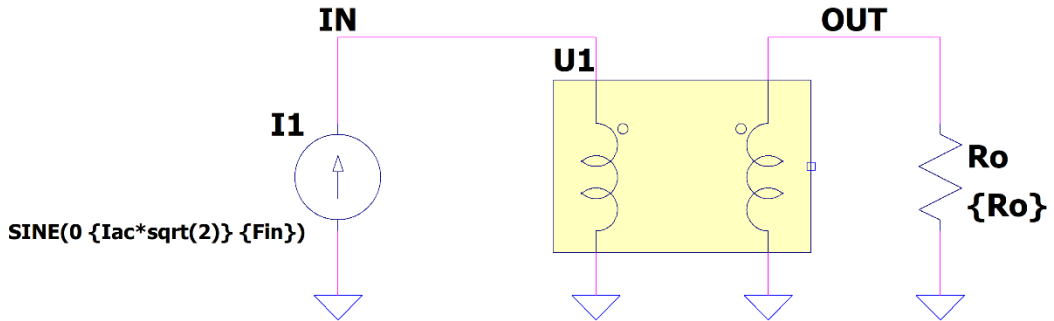 IN
OUT
U1
I1
Ro
{Ro}
SINE(0 {Iac*sqrt(2)} {Fin})